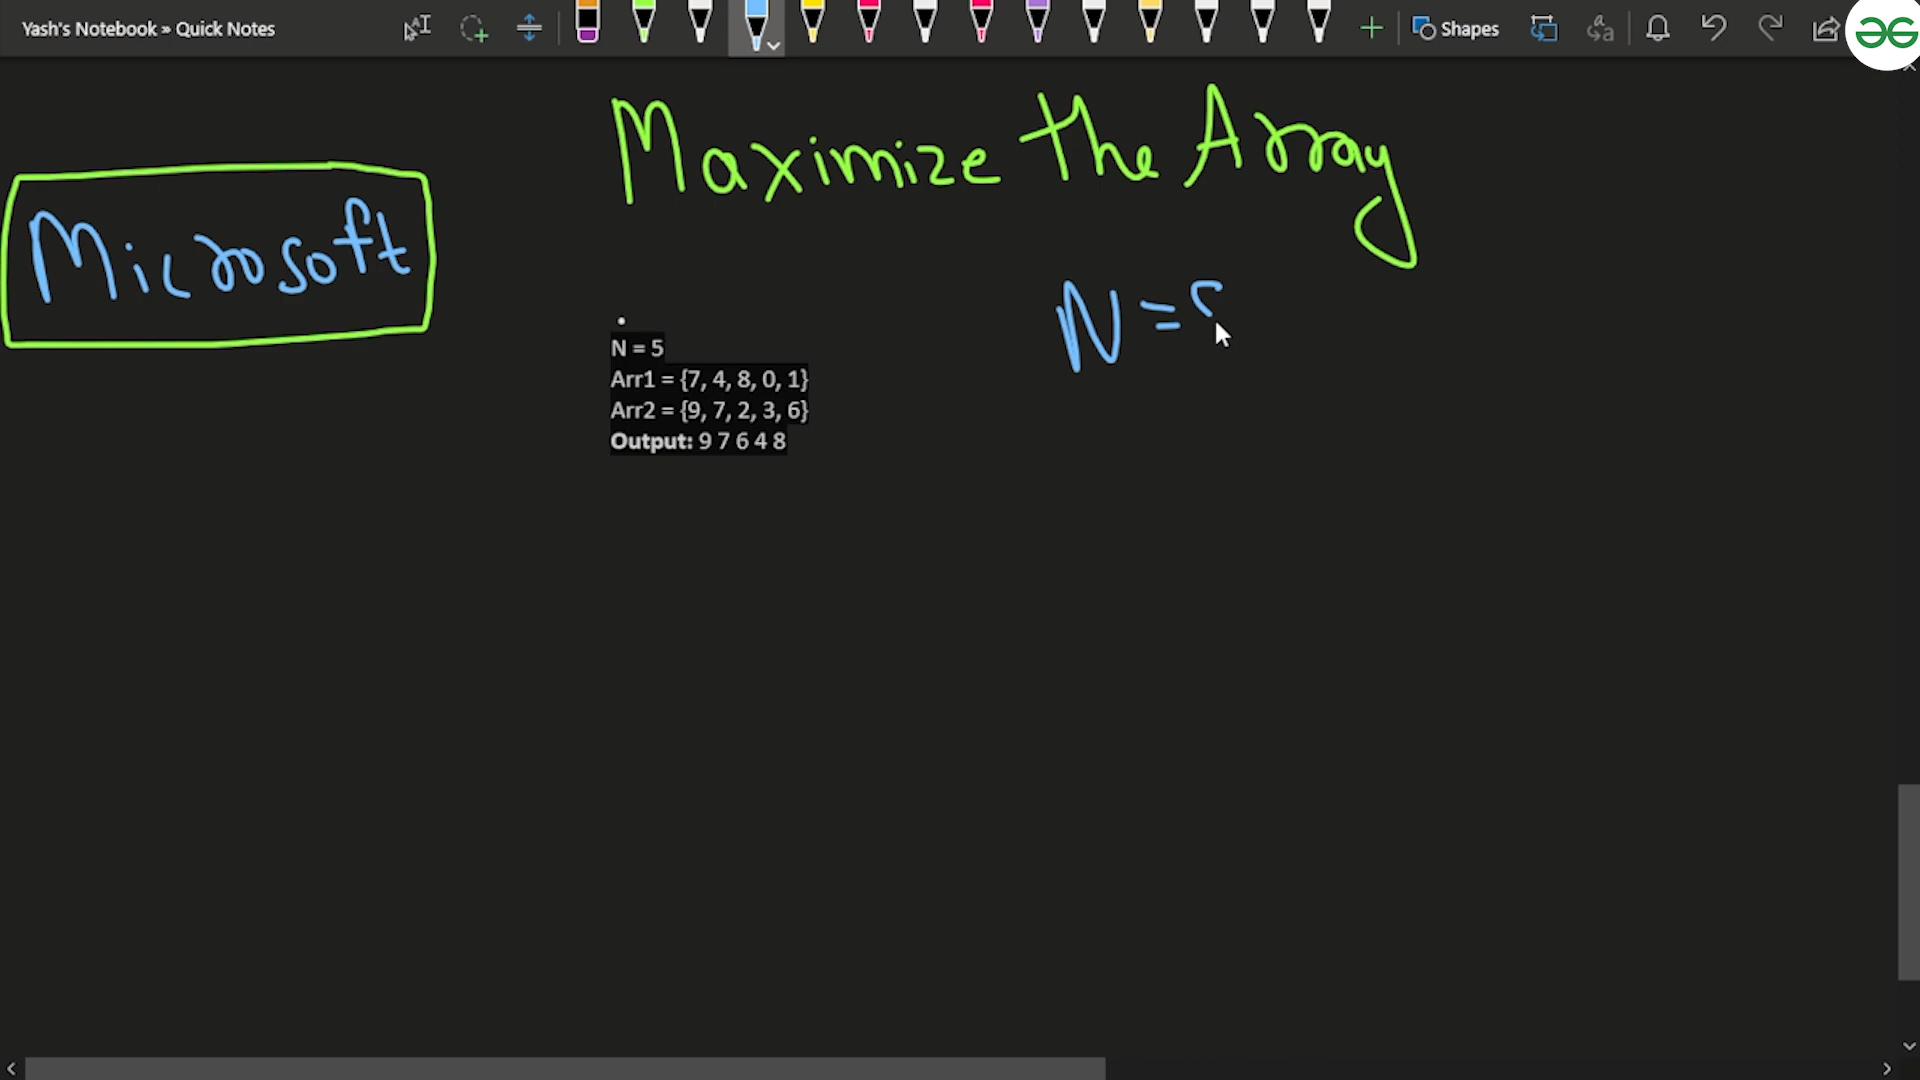 Yash's Notebook » Quick Notes
Shapes
Maximize the Array
Microsoft
N =
N = 5
Arr1 = {7, 4, 8, 0, 1}
Arr2 = {9, 7, 2, 3, 6}
Output: 9 7 6 4 8